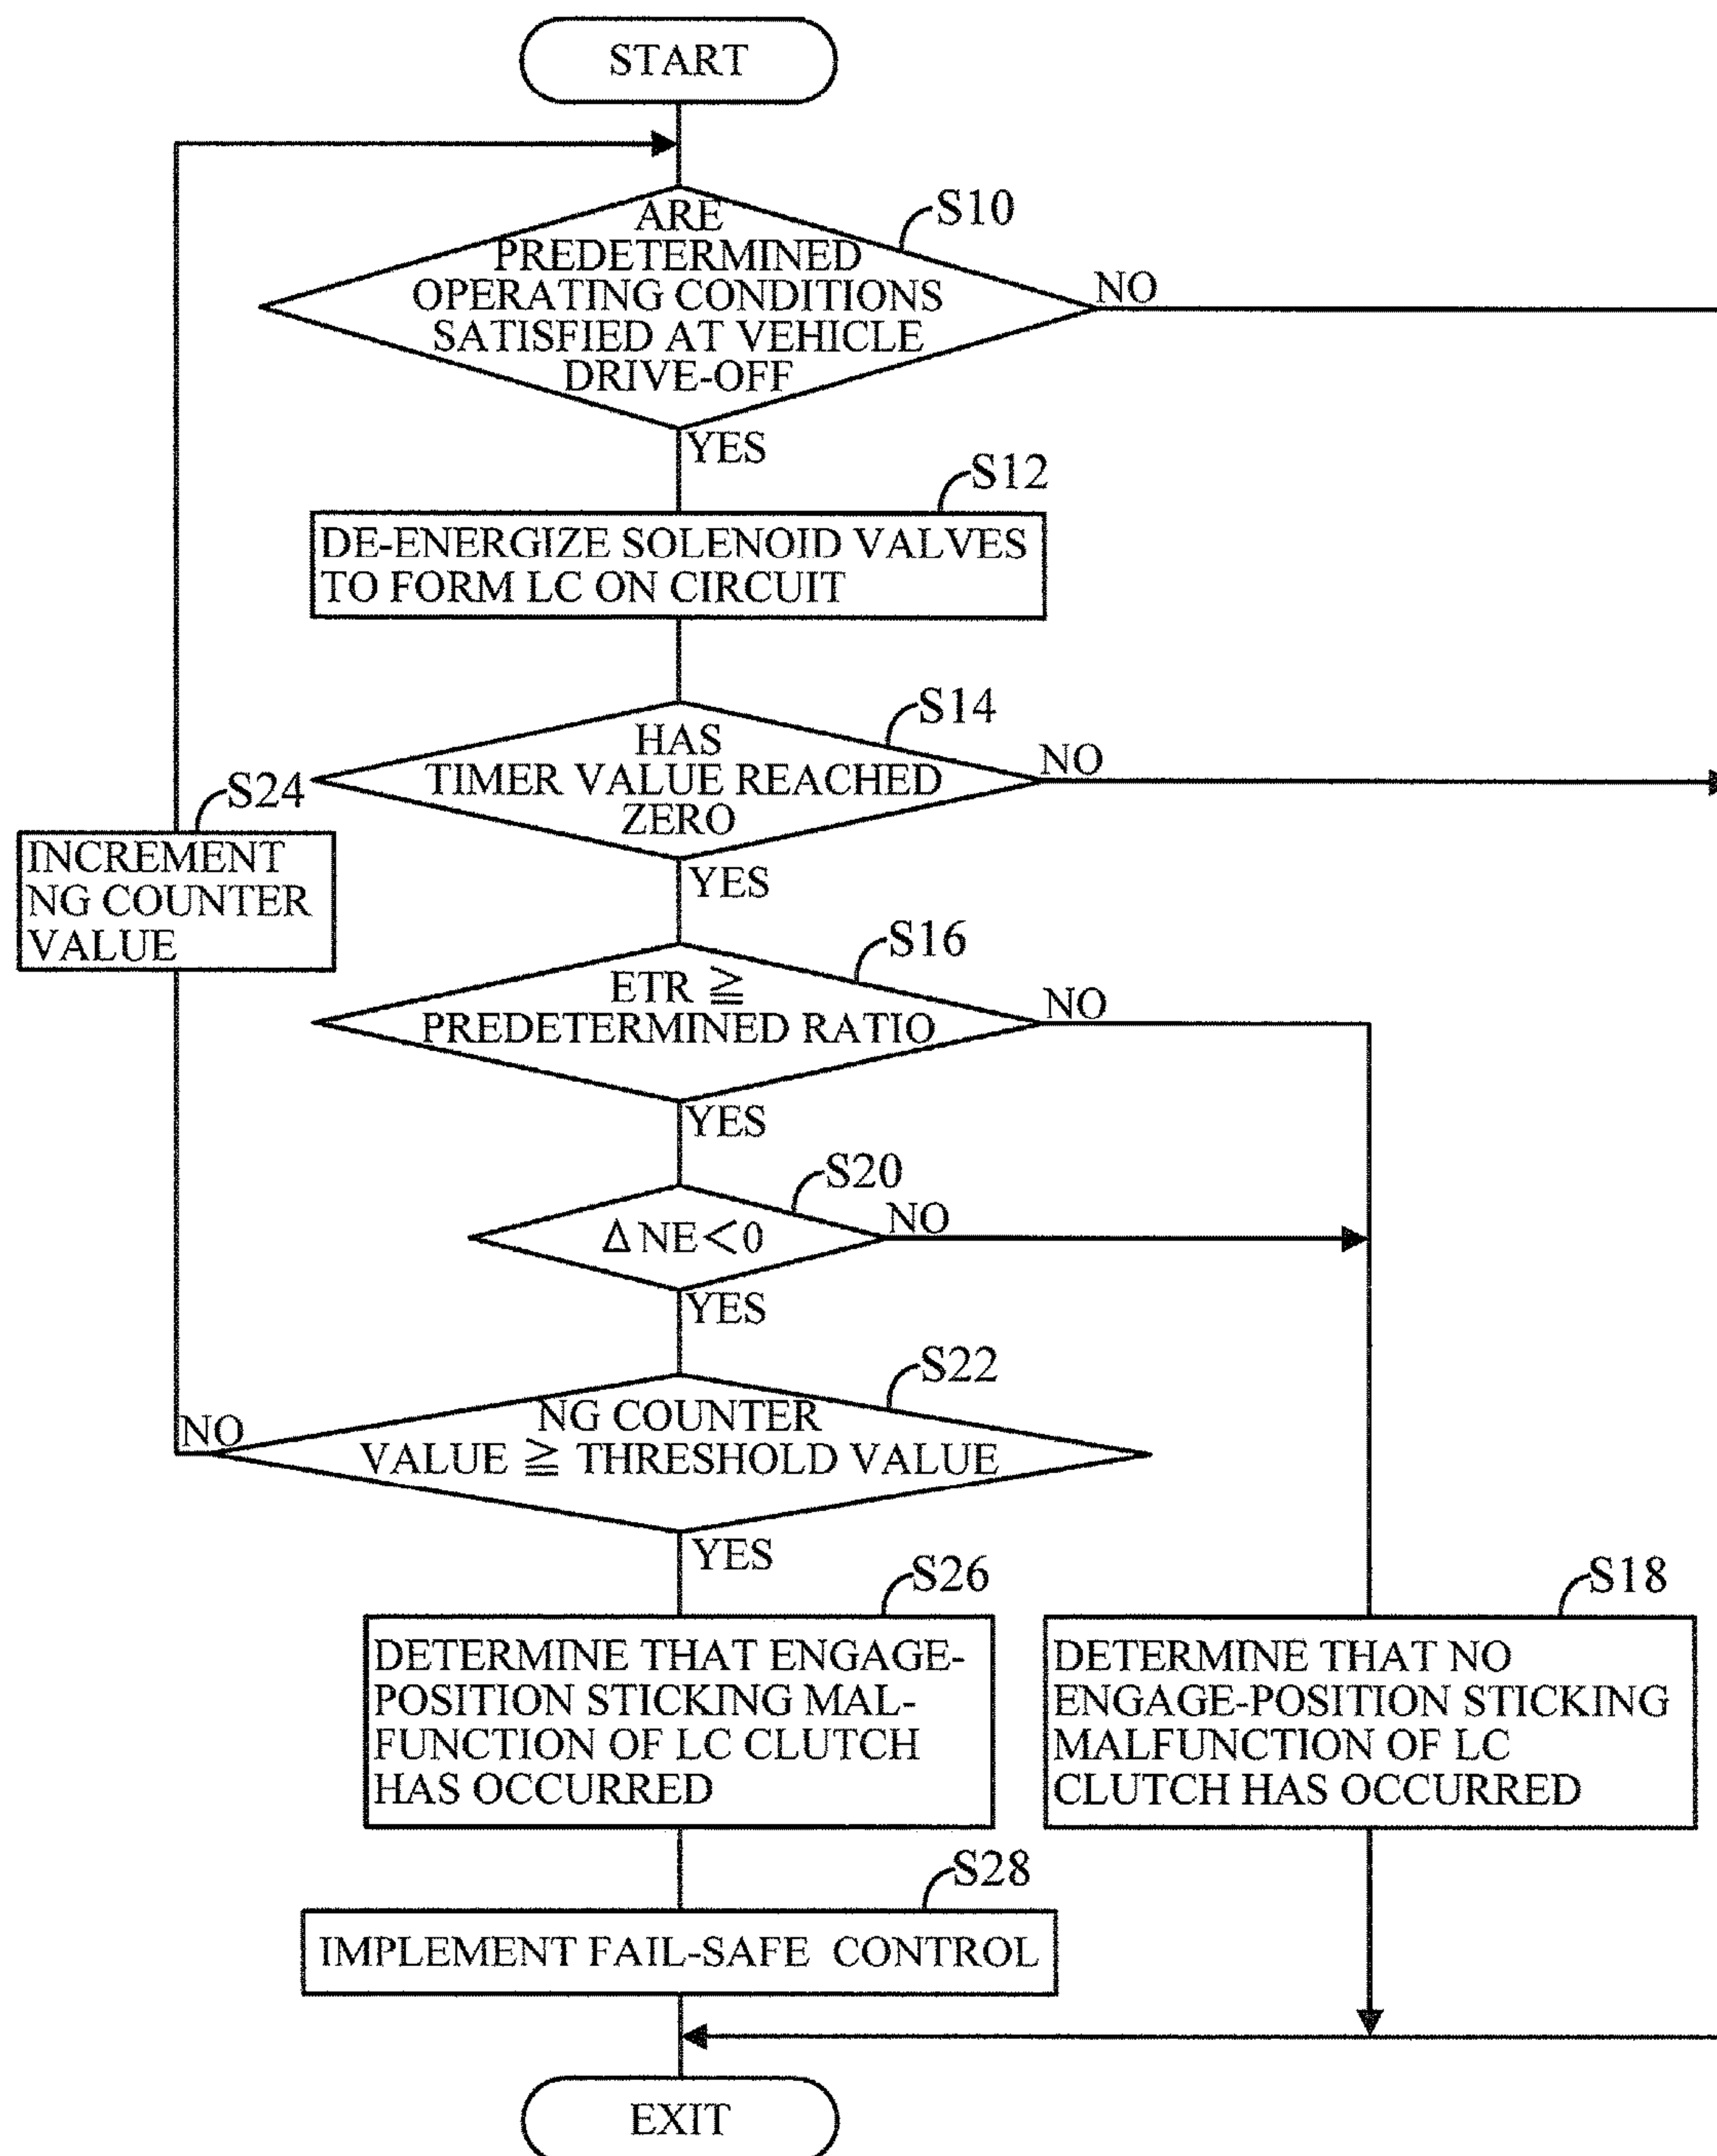 START
S10
ARE
PREDETERMINED
OPERATING CONDITIONS
SATISFIED AT VEHICLE
DRIVE-OFF
NO
YES
S12
DE-ENERGIZE SOLENOID VALVES
TO FORM LC ON CIRCUIT
S14
HAS
TIMER VALUE REACHED
ZERO
NO
YES
S24
INCREMENT
NG COUNTER
VALUE
S16
ETR ≧
PREDETERMINED RATIO
NO
YES
S20
Δ NE<0
NO
YES
S22
NG COUNTER
VALUE ≧ THRESHOLD VALUE
NO
YES
S26
DETERMINE THAT ENGAGE-
POSITION STICKING MAL-
FUNCTION OF LC CLUTCH
HAS OCCURRED
S18
DETERMINE THAT NO
ENGAGE-POSITION STICKING
MALFUNCTION OF LC
CLUTCH HAS OCCURRED
S28
IMPLEMENT FAIL-SAFE CONTROL
EXIT